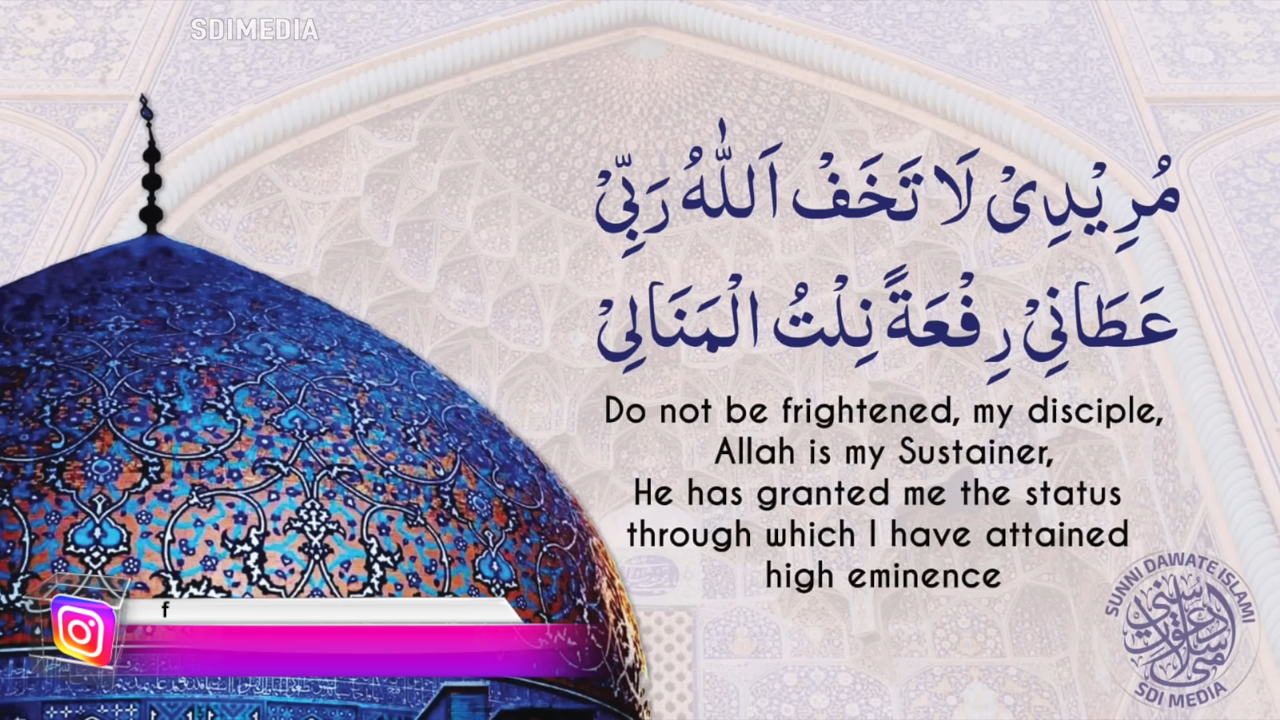 SDIMEDIA
مُرِيْدِىْ لَا تَخَفْ اَللّٰهُ رَبِّىْ
عَطَانِىْ رِفْعَةً نِلْتُ الْمَنَالِىْ
Do not be frightened, my disciple,
Allah is my Sustainer,
He has granted me the status
through which I have attained
high eminence
f
SUNNI DAWATE ISLAMI
SDI MEDIA